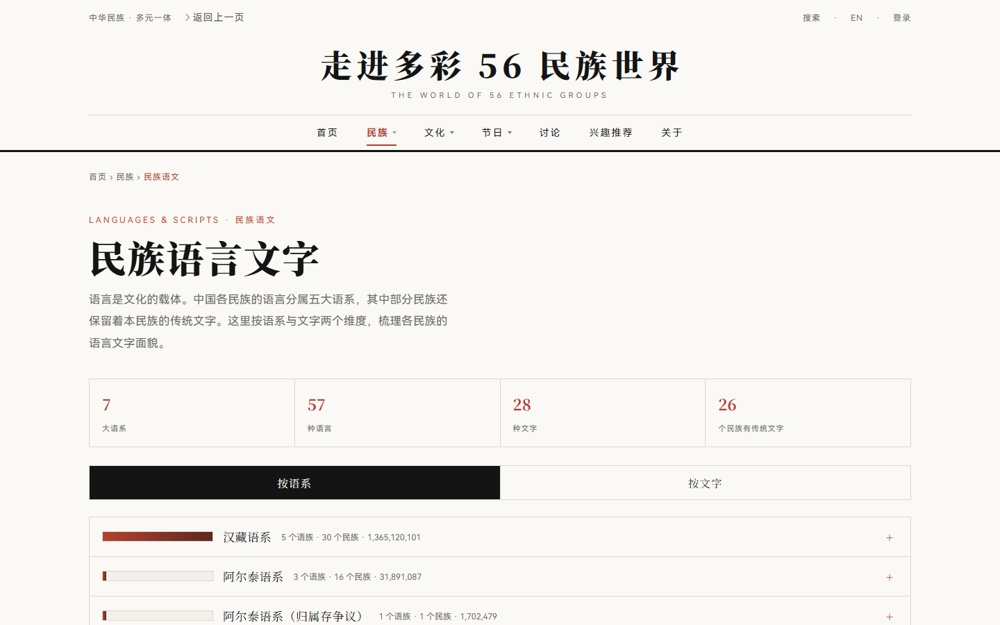 中华民族 · 多元一体 返回上一页
搜索 · EN · 登录
走进多彩 56 民族世界
THE WORLD OF 56 ETHNIC GROUPS
首页 民族 文化 节日 讨论 兴趣推荐 关于
首页 › 民族 › 民族语文
LANGUAGES & SCRIPTS · 民族语文
民族语言文字
语言是文化的载体。中国各民族的语言分属五大语系，其中部分民族还
保留着本民族的传统文字。这里按语系与文字两个维度，梳理各民族的
语言文字面貌。
7
大语系
57
种语言
28
种文字
26
个民族有传统文字
按语系
按文字
汉藏语系 5 个语族 · 30 个民族 · 1,365,120,101 +
阿尔泰语系 3 个语族 · 16 个民族 · 31,891,087 +
阿尔泰语系（归属存争议） 1 个语族 · 1 个民族 · 1,702,479 +